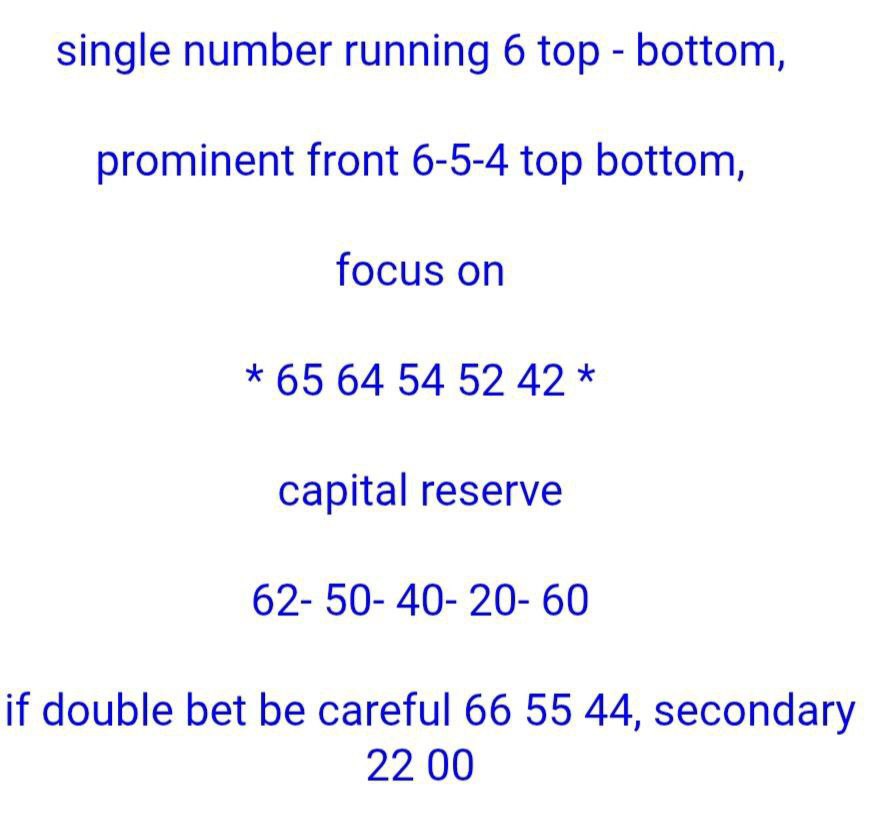 single number running 6 top - bottom,
prominent front 6-5-4 top bottom,
focus on
* 65 64 54 52 42 *
capital reserve
62- 50- 40- 20- 60
if double bet be careful 66 55 44, secondary
22 00